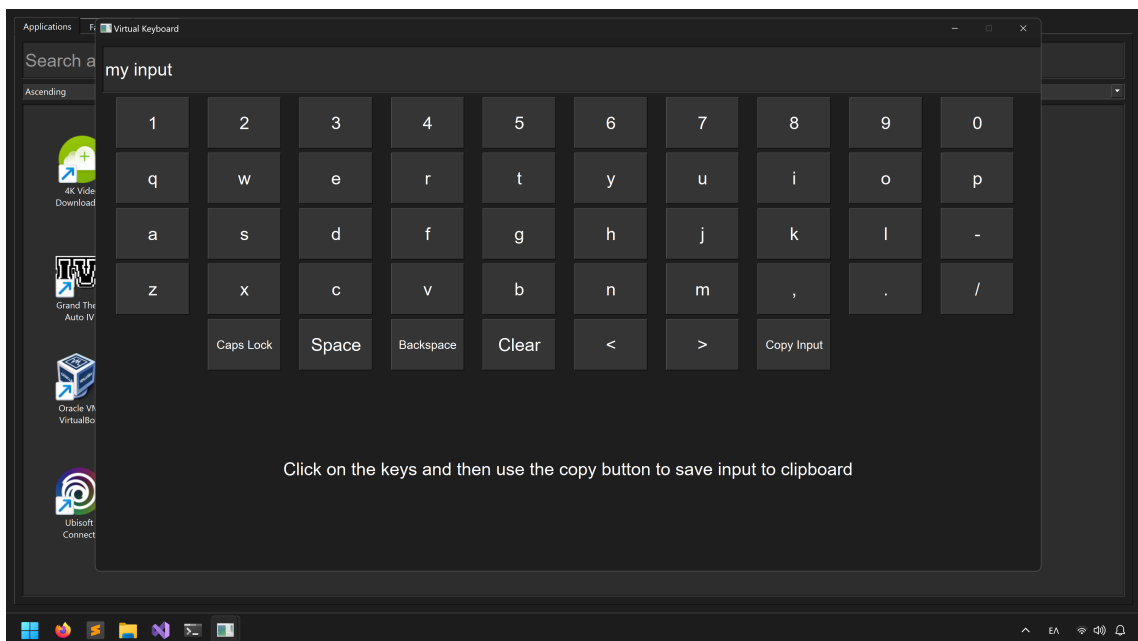 Applications Fa
Virtual Keyboard
Search a
my input
Ascending
1 2 3 4 5 6 7 8 9 0
q w e r t y u i o p
a s d f g h j k l -
z x c v b n m , . /
Caps Lock Space Backspace Clear < > Copy Input
4K Vide
Download
Grand The
Auto IV
Oracle VM
VirtualBo
Ubisoft
Connect
Click on the keys and then use the copy button to save input to clipboard
ΕΛ